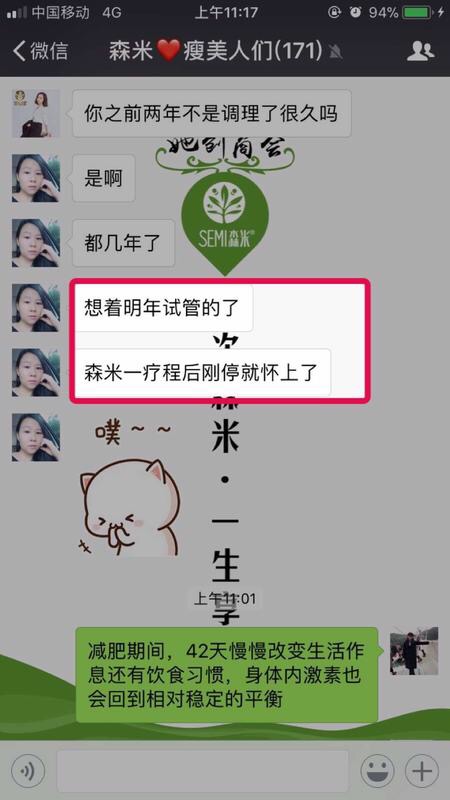 中国移动 4G 上午11:17 94%
微信 森米❤️瘦美人们(171)
你之前两年不是调理了很久吗
她到商会
是啊
SEMI森米®
都几年了
想着明年试管的了
森米一疗程后刚停就怀上了
噗~~
米·一生享
上午11:01
减肥期间，42天慢慢改变生活作
息还有饮食习惯，身体内激素也
会回到相对稳定的平衡